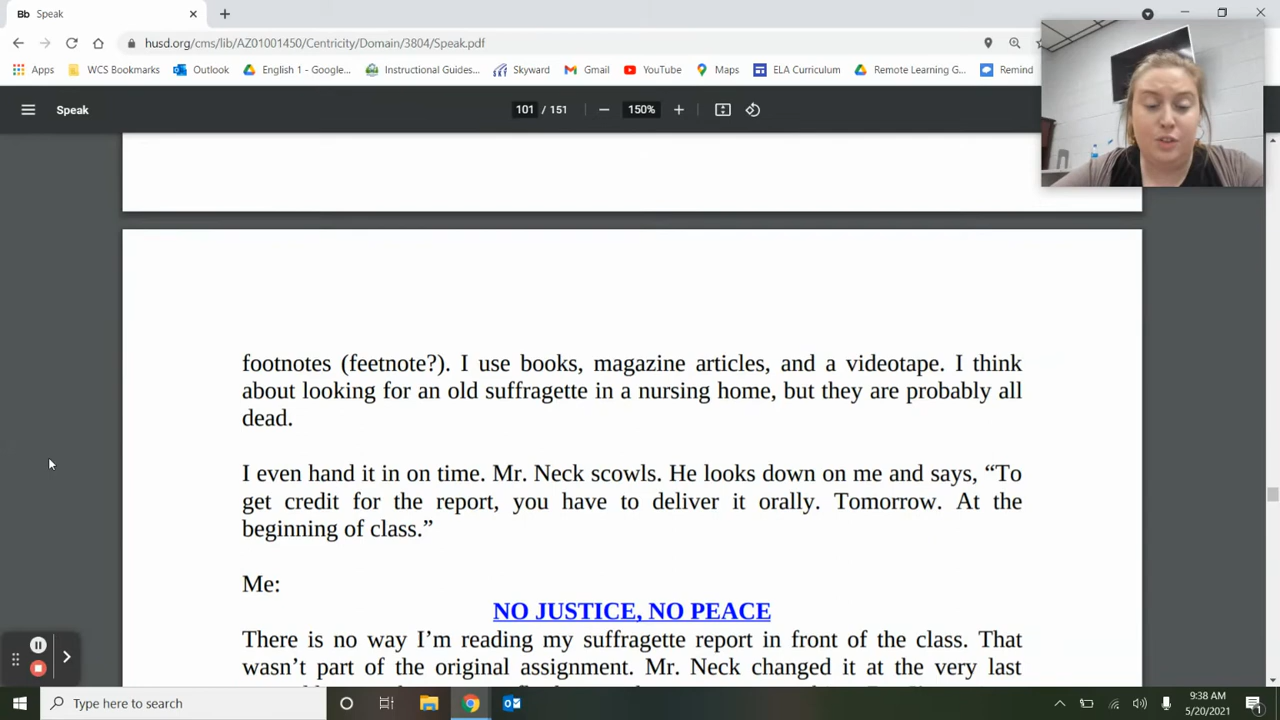 Bb Speak
husd.org/cms/lib/AZ01001450/Centricity/Domain/3804/Speak.pdf
Apps WCS Bookmarks Outlook English 1 - Google... Instructional Guides... Skyward Gmail YouTube Maps ELA Curriculum Remote Learning G... Remind
Speak 101 / 151 150%
footnotes (feetnote?). I use books, magazine articles, and a videotape. I think
about looking for an old suffragette in a nursing home, but they are probably all
dead.
I even hand it in on time. Mr. Neck scowls. He looks down on me and says, “To
get credit for the report, you have to deliver it orally. Tomorrow. At the
beginning of class.”
Me:
NO JUSTICE, NO PEACE
There is no way I’m reading my suffragette report in front of the class. That
wasn’t part of the original assignment. Mr. Neck changed it at the very last
Type here to search
9:38 AM
5/20/2021
1